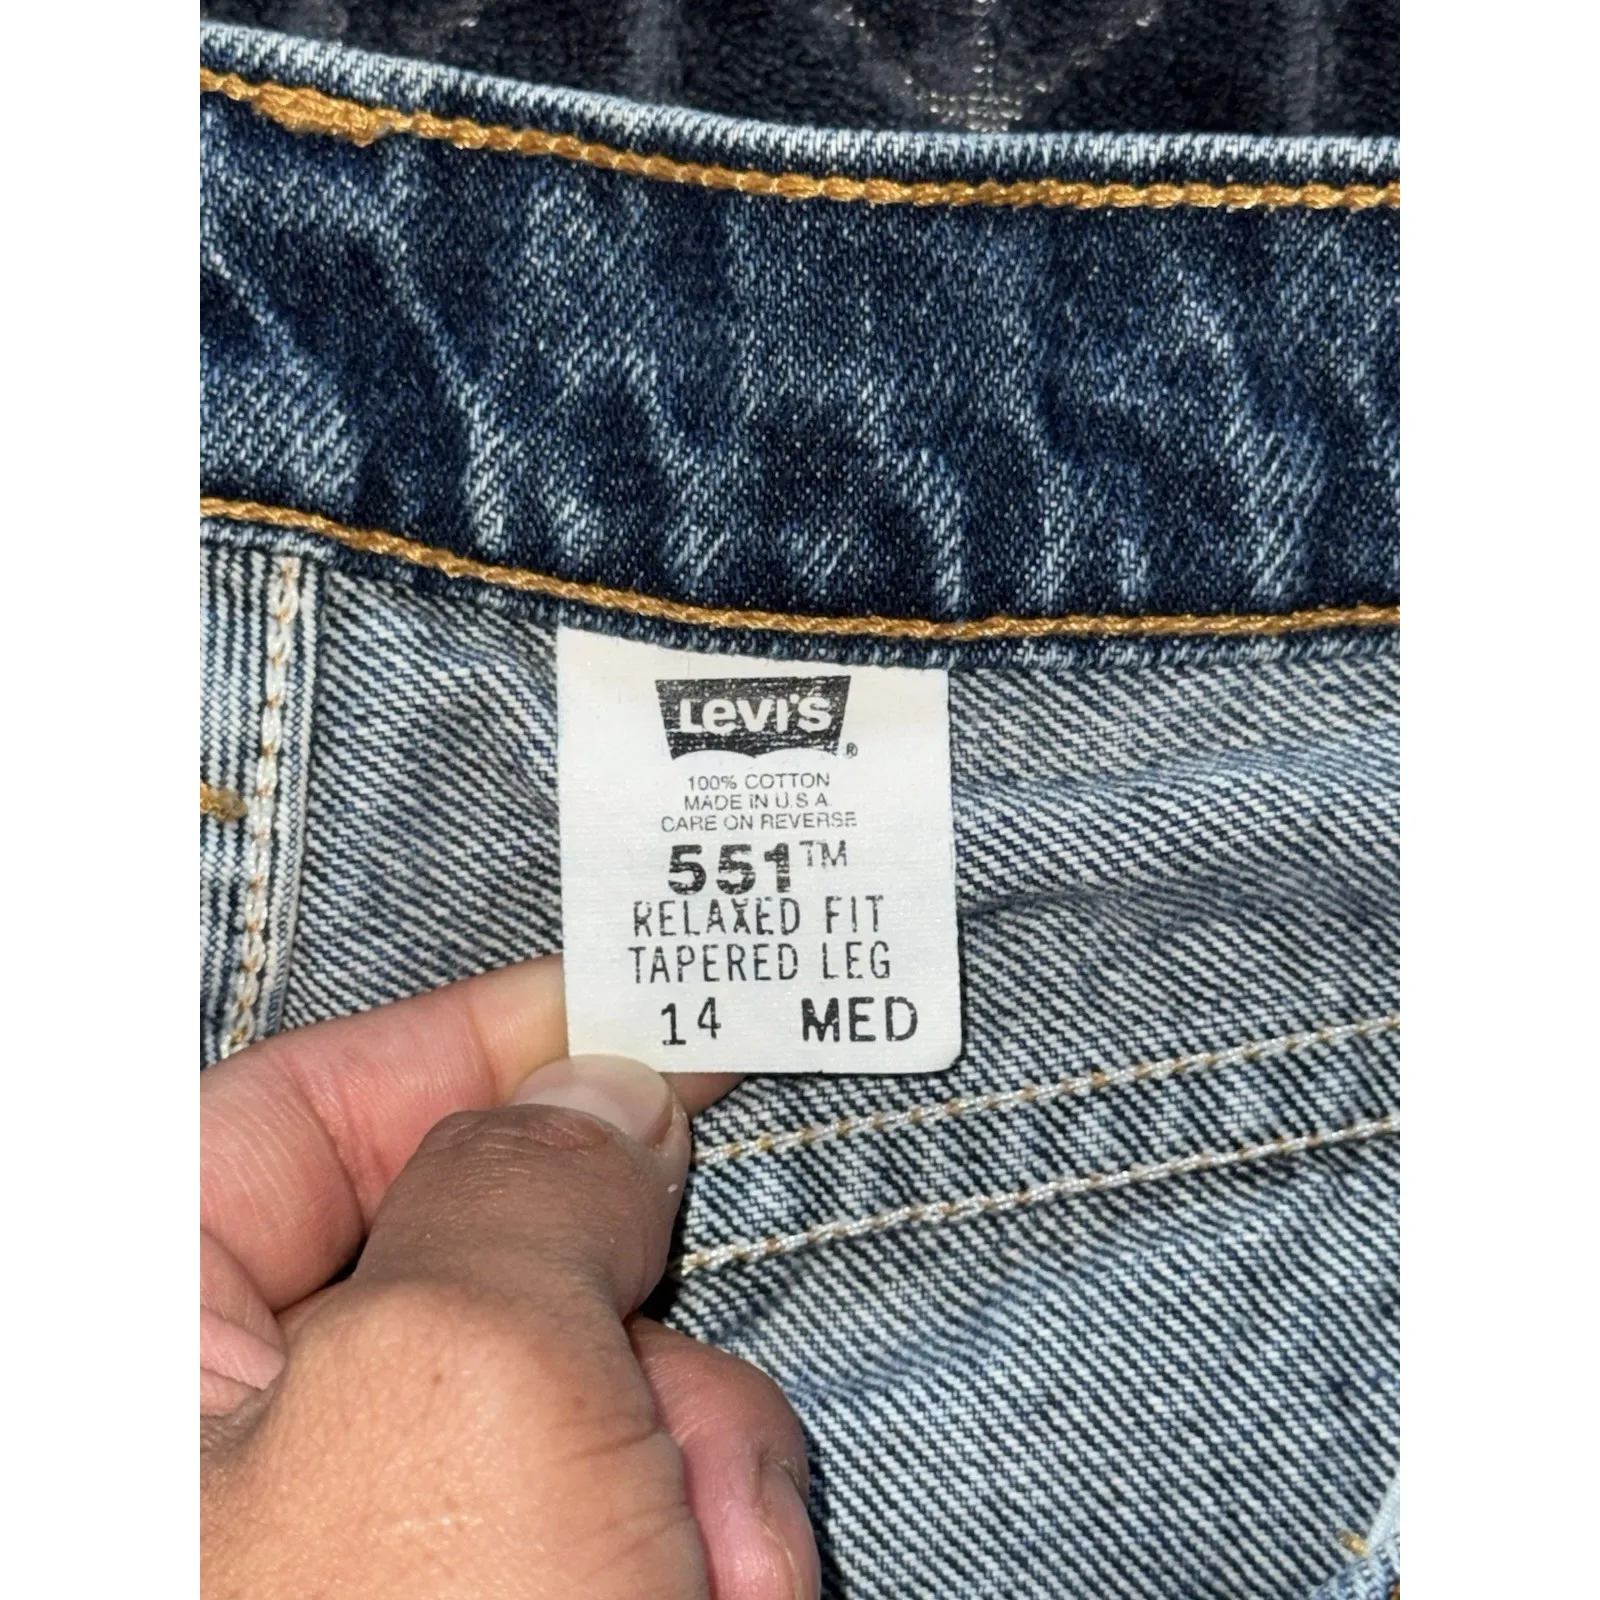 Levi's ®
100% COTTON
MADE IN U.S.A.
CARE ON REVERSE
551™
RELAXED FIT
TAPERED LEG
14 MED